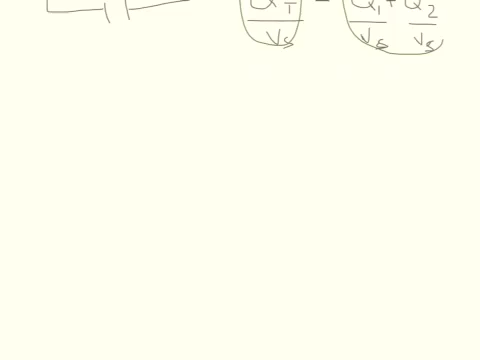 Q_T = Q_1 + Q_2
V_s V_s V_s